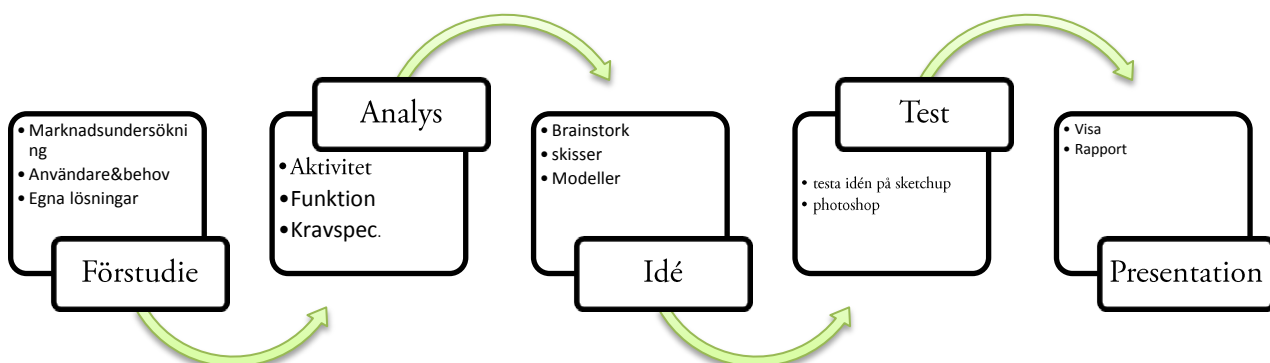 • Marknadsundersökni
ng
• Användare&behov
• Egna lösningar
Förstudie
Analys
• Aktivitet
• Funktion
• Kravspec.
• Brainstork
• skisser
• Modeller
Idé
Test
• testa idén på sketchup
• photoshop
• Visa
• Rapport
Presentation